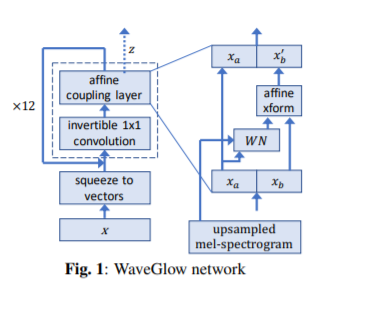 z
x_a x'_b
affine
coupling layer
affine
xform
×12
invertible 1x1
convolution
WN
squeeze to
vectors
x_a x_b
x
upsampled
mel-spectrogram
Fig. 1: WaveGlow network